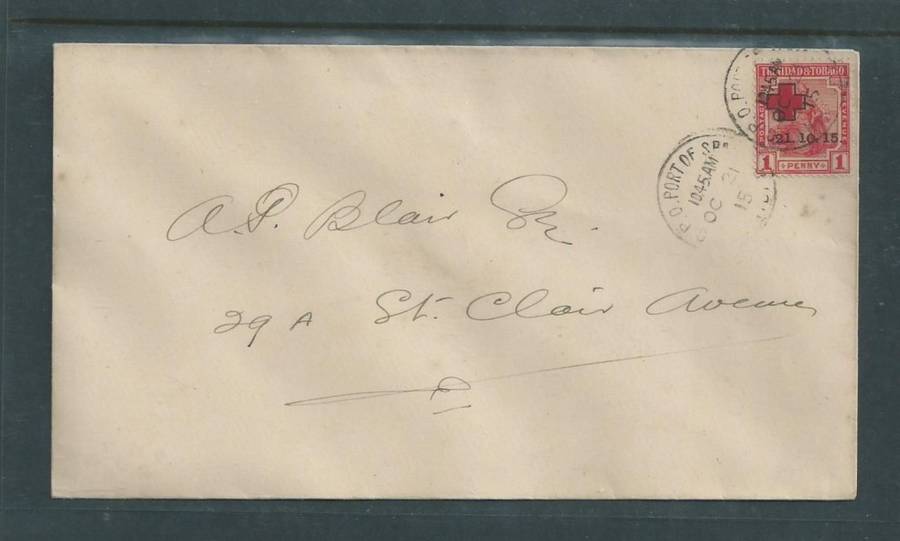 TRINIDAD & TOBAGO
21.10.15.
1 PENNY 1
G.P.O. PORT OF SPA
10 45 AM
OC 21
15
A.P. Blair Esq.
29 A St. Clair Avenue